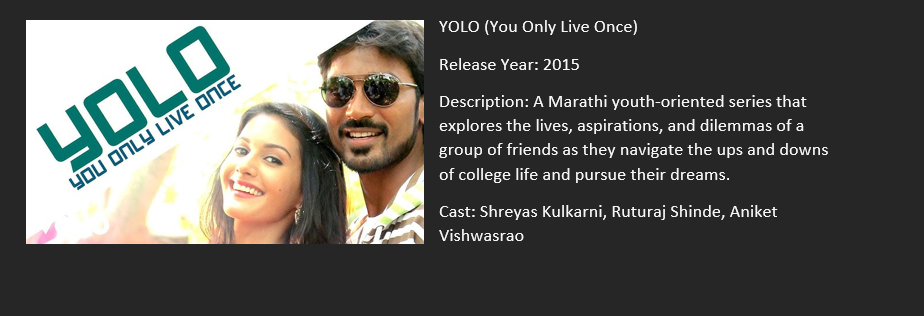 YOLO
YOU ONLY LIVE ONCE
YOLO (You Only Live Once)
Release Year: 2015
Description: A Marathi youth-oriented series that
explores the lives, aspirations, and dilemmas of a
group of friends as they navigate the ups and downs
of college life and pursue their dreams.
Cast: Shreyas Kulkarni, Ruturaj Shinde, Aniket
Vishwasrao